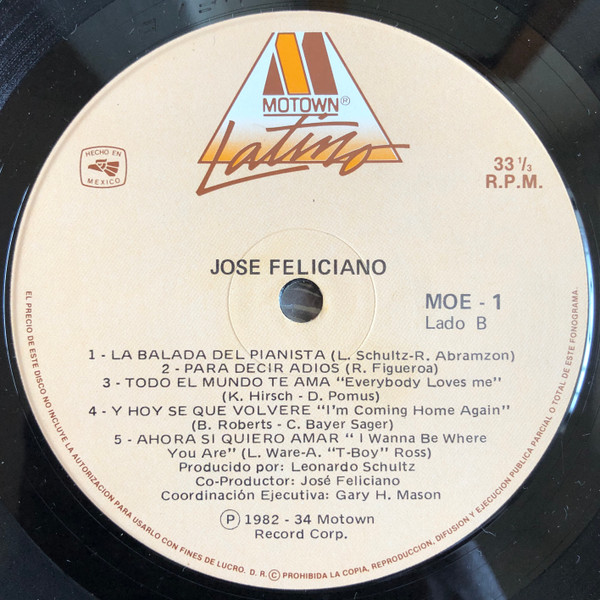 M
MOTOWN®
Latino
HECHO EN
MEXICO
33 1/3
R.P.M.
JOSE FELICIANO
MOE - 1
Lado B
1 - LA BALADA DEL PIANISTA (L. Schultz-R. Abramzon)
2 - PARA DECIR ADIOS (R. Figueroa)
3 - TODO EL MUNDO TE AMA “Everybody Loves me”
(K. Hirsch - D. Pomus)
4 - Y HOY SE QUE VOLVERE “I'm Coming Home Again”
(B. Roberts - C. Bayer Sager)
5 - AHORA SI QUIERO AMAR “ I Wanna Be Where
You Are” (L. Ware-A. “T-Boy” Ross)
Producido por: Leonardo Schultz
Co-Productor: José Feliciano
Coordinación Ejecutiva: Gary H. Mason
Ⓟ 1982 - 34 Motown
Record Corp.
EL PRECIO DE ESTE DISCO NO INCLUYE LA AUTORIZACION PARA USARLO CON FINES DE LUCRO. D. R. © PROHIBIDA LA COPIA, REPRODUCCION, DIFUSION Y EJECUCION PUBLICA PARCIAL O TOTAL DE ESTE FONOGRAMA.